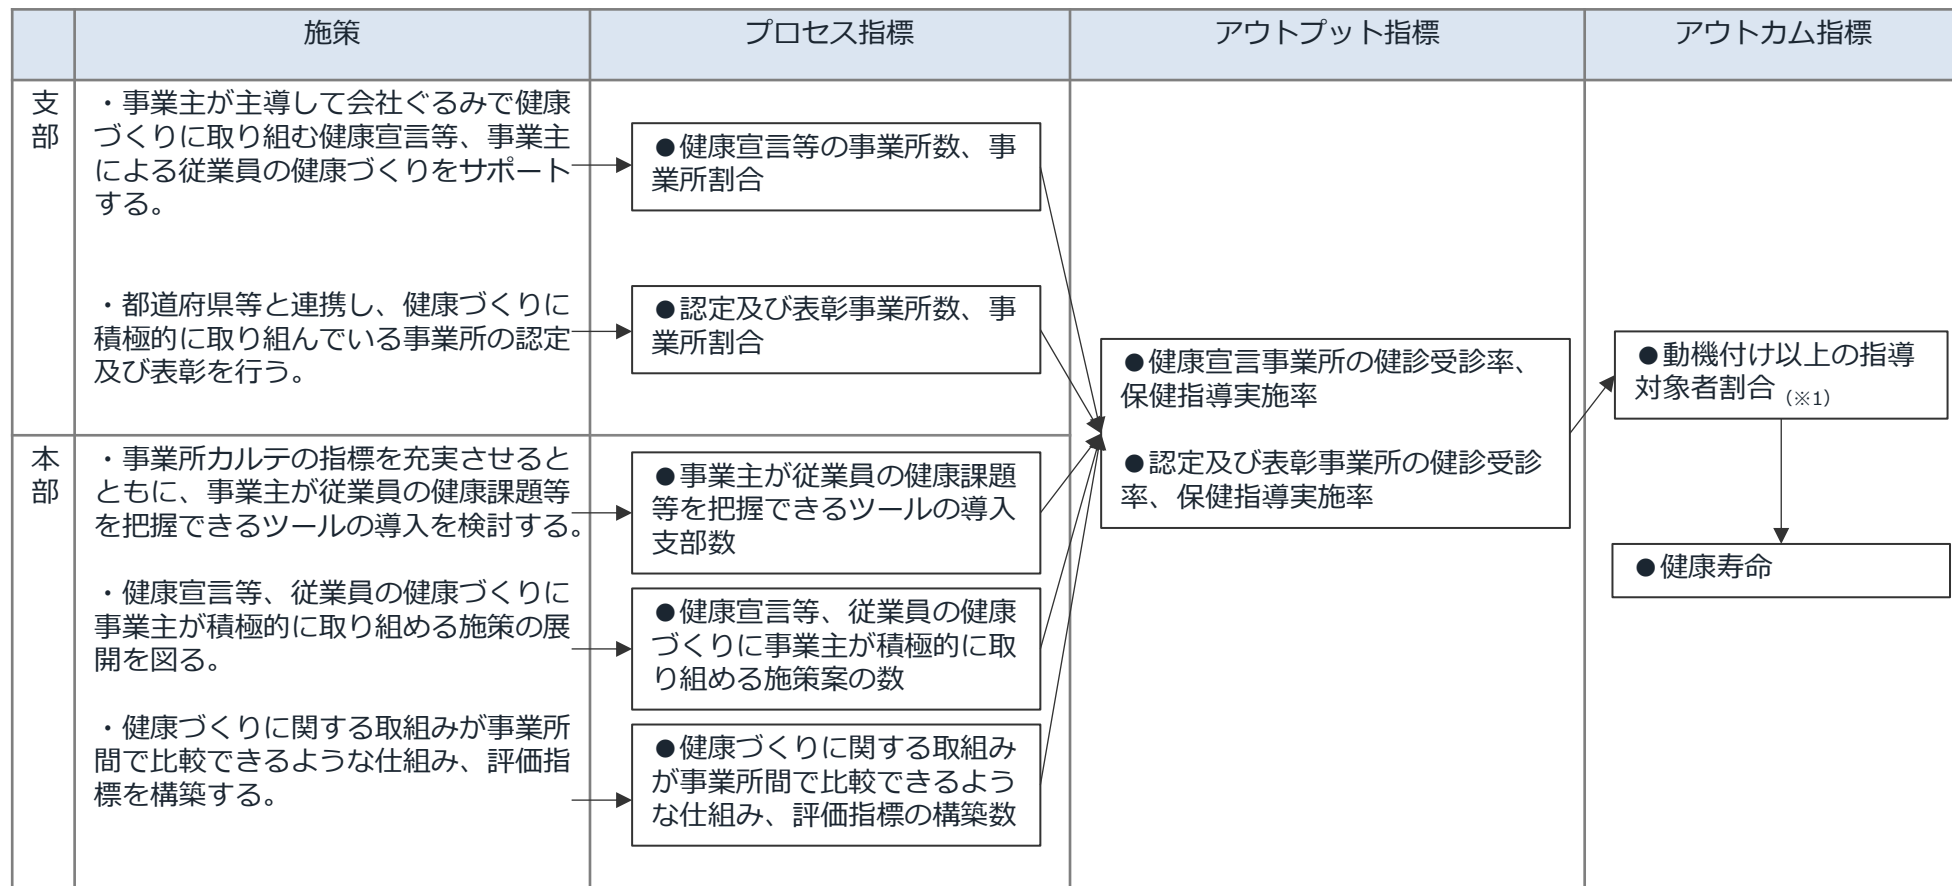 施策
プロセス指標
アウトプット指標
アウトカム指標
支
部
・事業主が主導して会社ぐるみで健康
づくりに取り組む健康宣言等、事業主
による従業員の健康づくりをサポート
する。
●健康宣言等の事業所数、事
業所割合
・都道府県等と連携し、健康づくりに
積極的に取り組んでいる事業所の認定
及び表彰を行う。
●認定及び表彰事業所数、事
業所割合
本
部
・事業所カルテの指標を充実させると
ともに、事業主が従業員の健康課題等
を把握できるツールの導入を検討する。
●事業主が従業員の健康課題
等を把握できるツールの導入
支部数
・健康宣言等、従業員の健康づくりに
事業主が積極的に取り組める施策の展
開を図る。
●健康宣言等、従業員の健康
づくりに事業主が積極的に取
り組める施策案の数
・健康づくりに関する取組みが事業所
間で比較できるような仕組み、評価指
標を構築する。
●健康づくりに関する取組み
が事業所間で比較できるよう
な仕組み、評価指標の構築数
●健康宣言事業所の健診受診率、
保健指導実施率
●認定及び表彰事業所の健診受診
率、保健指導実施率
●動機付け以上の指導
対象者割合（※1）
●健康寿命